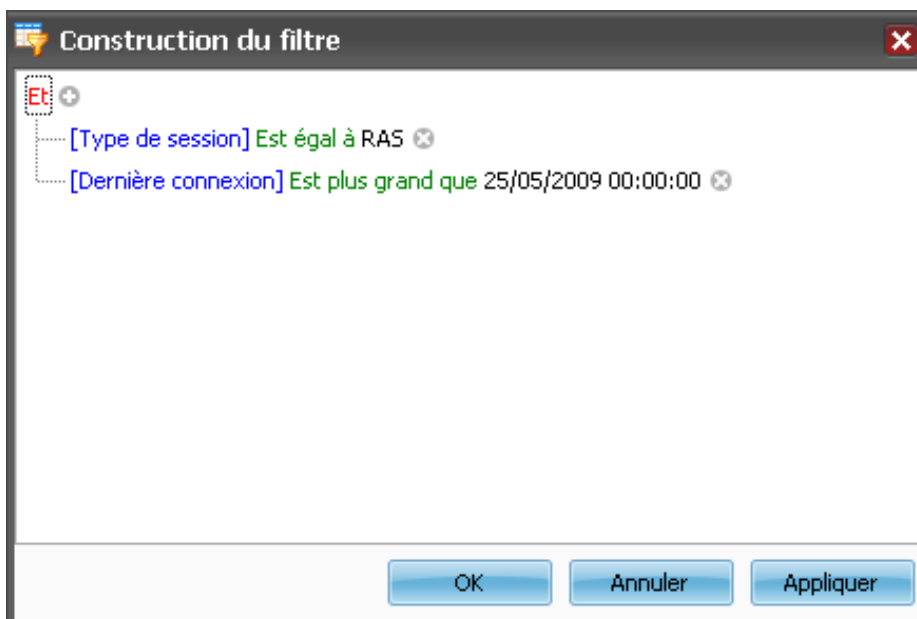 Construction du filtre
Et
[Type de session] Est égal à RAS
[Dernière connexion] Est plus grand que 25/05/2009 00:00:00
OK Annuler Appliquer